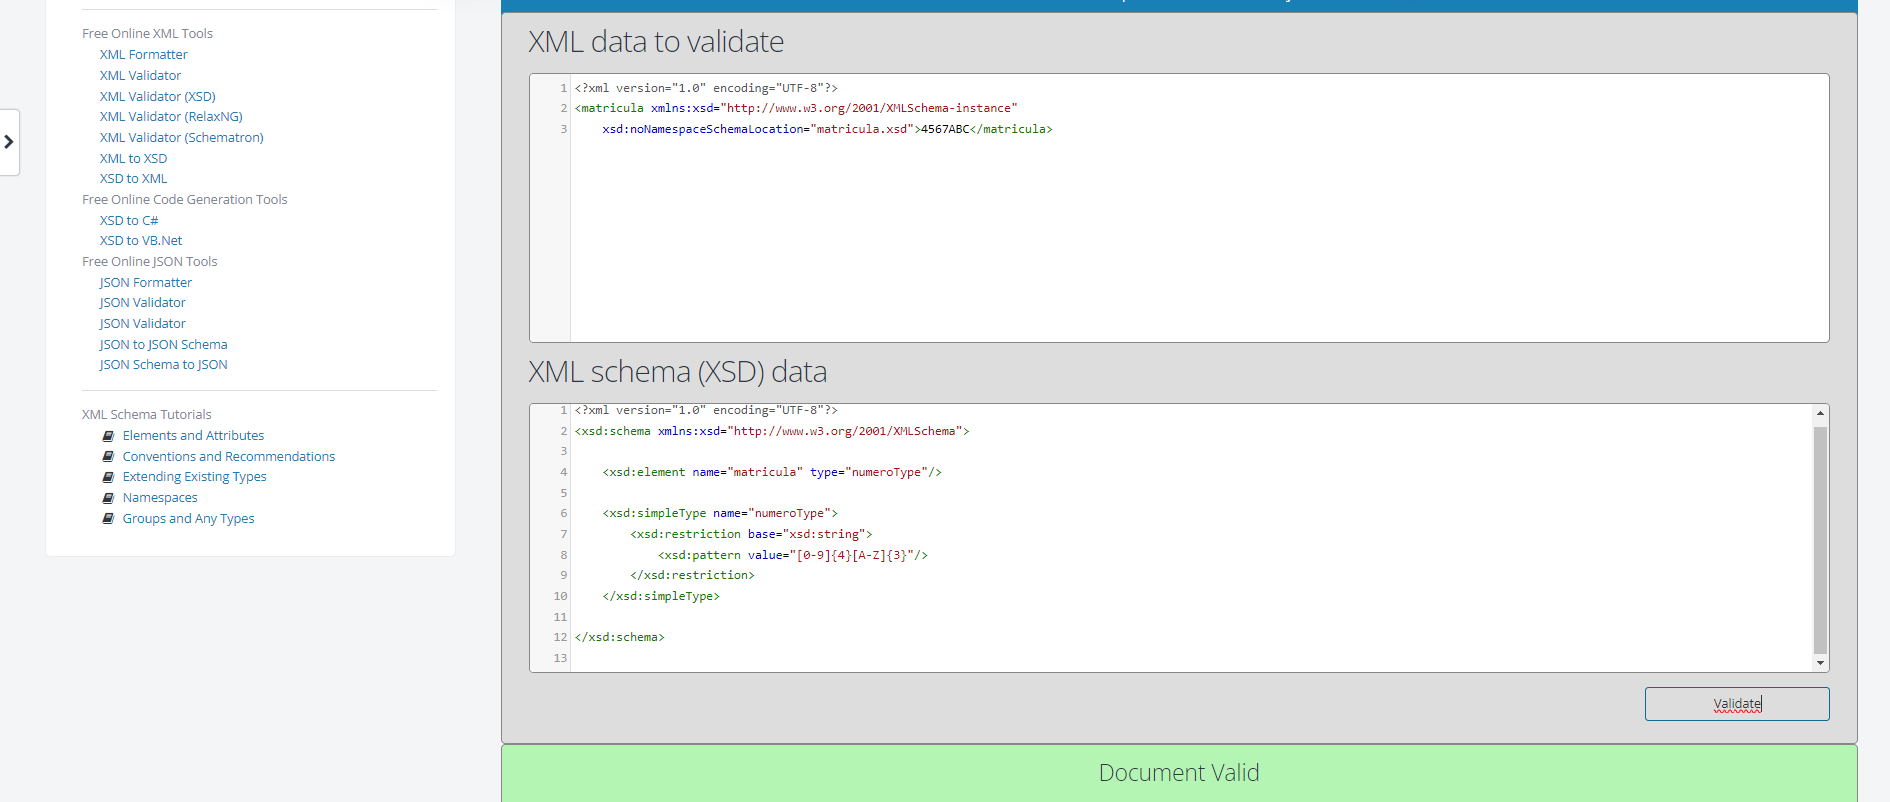 Free Online XML Tools
XML Formatter
XML Validator
XML Validator (XSD)
XML Validator (RelaxNG)
XML Validator (Schematron)
XML to XSD
XSD to XML
Free Online Code Generation Tools
XSD to C#
XSD to VB.Net
Free Online JSON Tools
JSON Formatter
JSON Validator
JSON Validator
JSON to JSON Schema
JSON Schema to JSON
XML Schema Tutorials
Elements and Attributes
Conventions and Recommendations
Extending Existing Types
Namespaces
Groups and Any Types
XML data to validate
1 <?xml version="1.0" encoding="UTF-8"?>
2 <matricula xmlns:xsd="http://www.w3.org/2001/XMLSchema-instance"
3 xsd:noNamespaceSchemaLocation="matricula.xsd">4567ABC</matricula>
XML schema (XSD) data
1 <?xml version="1.0" encoding="UTF-8"?>
2 <xsd:schema xmlns:xsd="http://www.w3.org/2001/XMLSchema">
3
4 <xsd:element name="matricula" type="numeroType"/>
5
6 <xsd:simpleType name="numeroType">
7 <xsd:restriction base="xsd:string">
8 <xsd:pattern value="[0-9]{4}[A-Z]{3}"/>
9 </xsd:restriction>
10 </xsd:simpleType>
11
12 </xsd:schema>
13
Validate
Document Valid